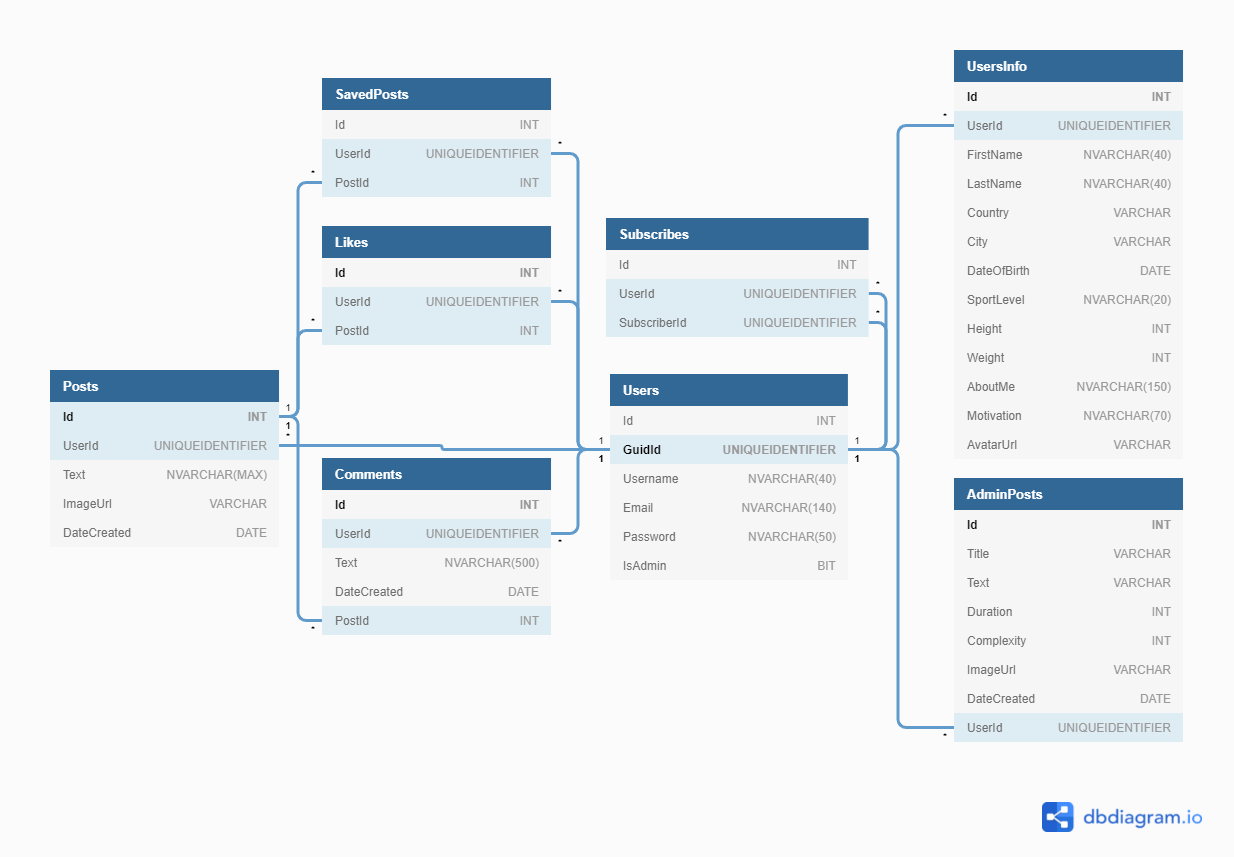 SavedPosts
Id INT
UserId UNIQUEIDENTIFIER
PostId INT
Likes
Id INT
UserId UNIQUEIDENTIFIER
PostId INT
Posts
Id INT
UserId UNIQUEIDENTIFIER
Text NVARCHAR(MAX)
ImageUrl VARCHAR
DateCreated DATE
1
1
*
*
*
*
Comments
Id INT
UserId UNIQUEIDENTIFIER
Text NVARCHAR(500)
DateCreated DATE
PostId INT
*
*
*
Subscribes
Id INT
UserId UNIQUEIDENTIFIER
SubscriberId UNIQUEIDENTIFIER
*
*
Users
Id INT
GuidId UNIQUEIDENTIFIER
Username NVARCHAR(40)
Email NVARCHAR(140)
Password NVARCHAR(50)
IsAdmin BIT
1
1
1
1
UsersInfo
Id INT
UserId UNIQUEIDENTIFIER
FirstName NVARCHAR(40)
LastName NVARCHAR(40)
Country VARCHAR
City VARCHAR
DateOfBirth DATE
SportLevel NVARCHAR(20)
Height INT
Weight INT
AboutMe NVARCHAR(150)
Motivation NVARCHAR(70)
AvatarUrl VARCHAR
*
AdminPosts
Id INT
Title VARCHAR
Text VARCHAR
Duration INT
Complexity INT
ImageUrl VARCHAR
DateCreated DATE
UserId UNIQUEIDENTIFIER
*
dbdiagram.io